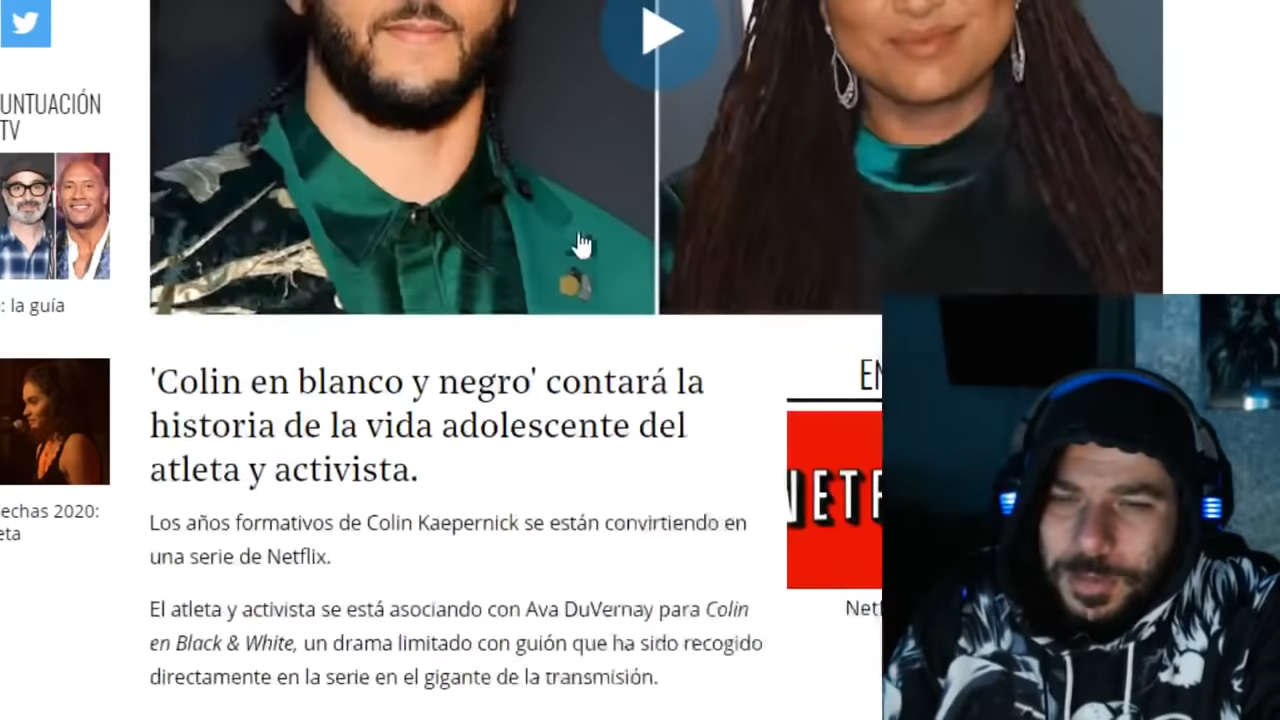 UNTUACIÓN
TV
: la guía
echas 2020:
eta
'Colin en blanco y negro' contará la
historia de la vida adolescente del
atleta y activista.
Los años formativos de Colin Kaepernick se están convirtiendo en
una serie de Netflix.
El atleta y activista se está asociando con Ava DuVernay para Colin
en Black & White, un drama limitado con guión que ha sido recogido
directamente en la serie en el gigante de la transmisión.
EN
NETF
Netf